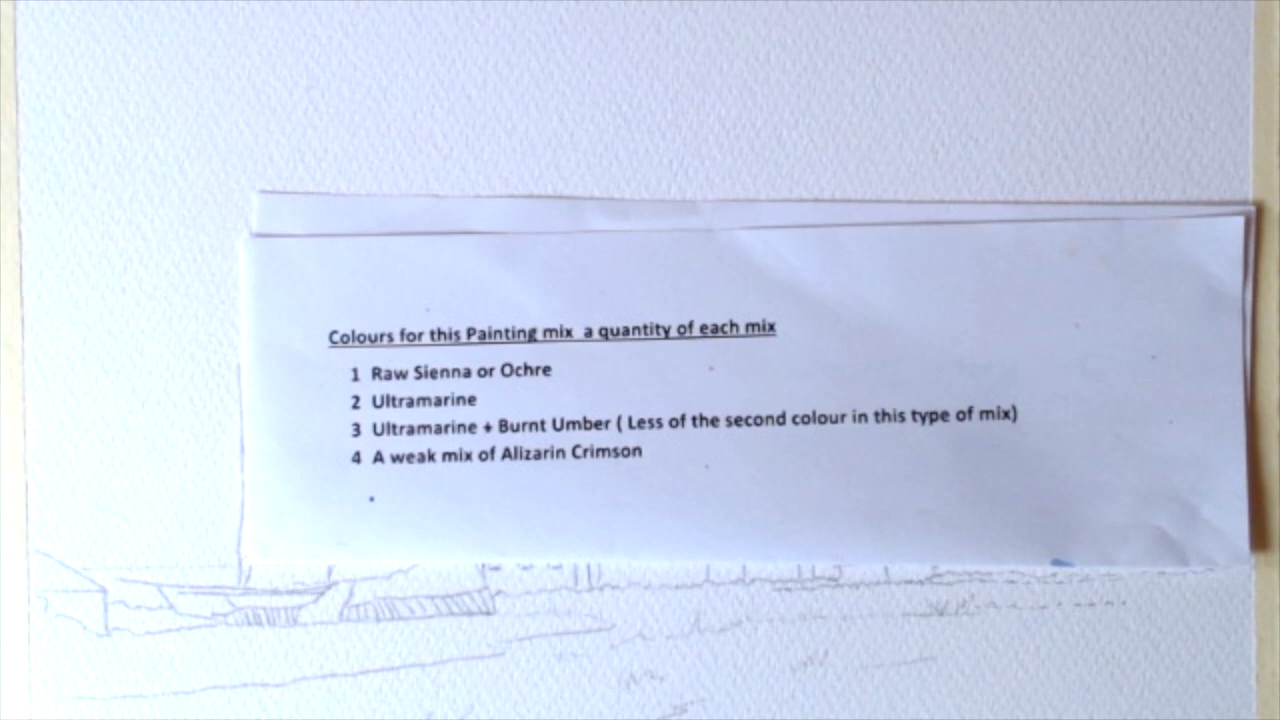 Colours for this Painting mix a quantity of each mix
1 Raw Sienna or Ochre
2 Ultramarine
3 Ultramarine + Burnt Umber ( Less of the second colour in this type of mix)
4 A weak mix of Alizarin Crimson